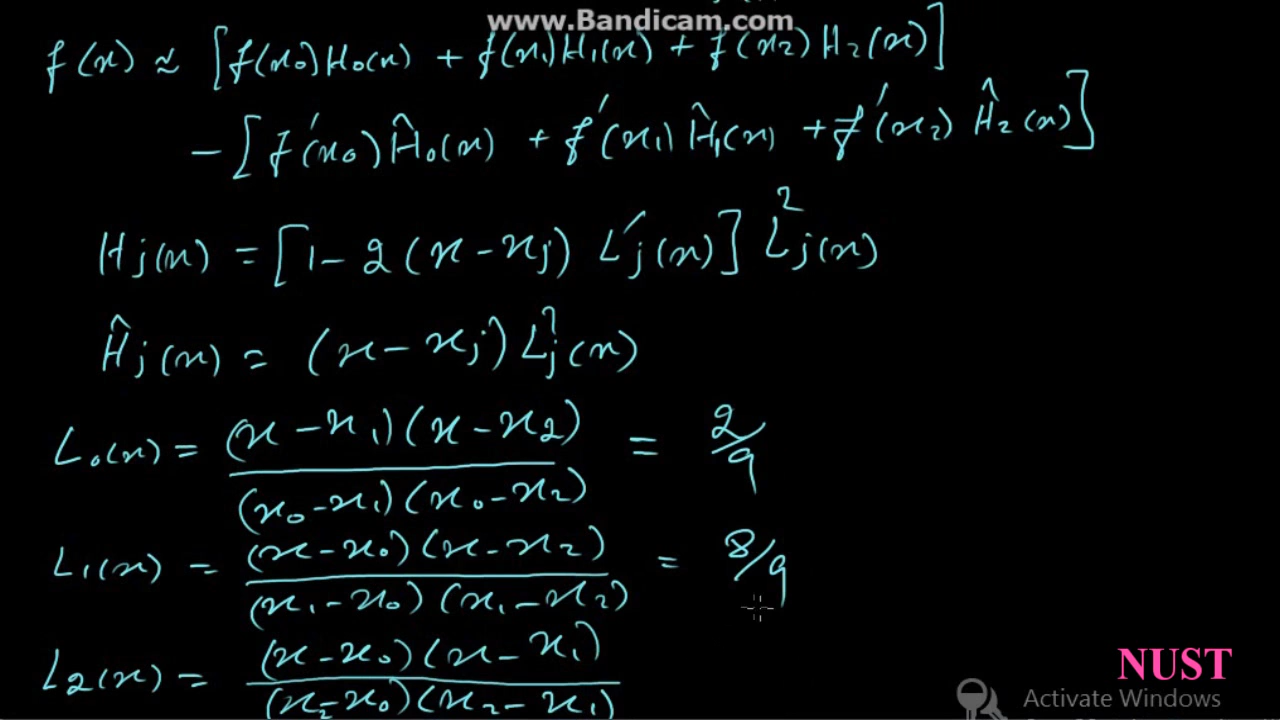 www.Bandicam.com
f(x) ≈ [f(x₀)H₀(x) + f(x₁)H₁(x) + f(x₂)H₂(x)]
- [f'(x₀)Ĥ₀(x) + f'(x₁)Ĥ₁(x) + f'(x₂)Ĥ₂(x)]
Hj(x) = [1 - 2(x - xj) L'j(x)] L²j(x)
Ĥj(x) = (x - xj) L²j(x)
L₀(x) = (x - x₁)(x - x₂) / (x₀ - x₁)(x₀ - x₂) = 2/9
L₁(x) = (x - x₀)(x - x₂) / (x₁ - x₀)(x₁ - x₂) = 8/9
L₂(x) = (x - x₀)(x - x₁) / (x₂ - x₀)(x₂ - x₁)
NUST
Activate Windows